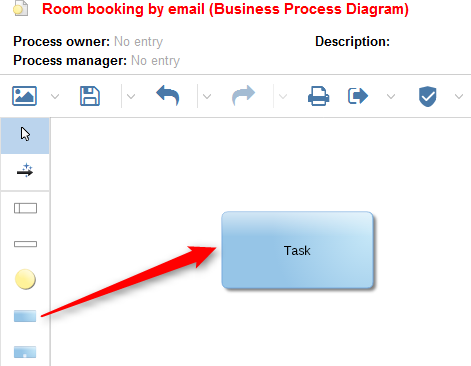 Room booking by email (Business Process Diagram)
Process owner: No entry Description:
Process manager: No entry
Task